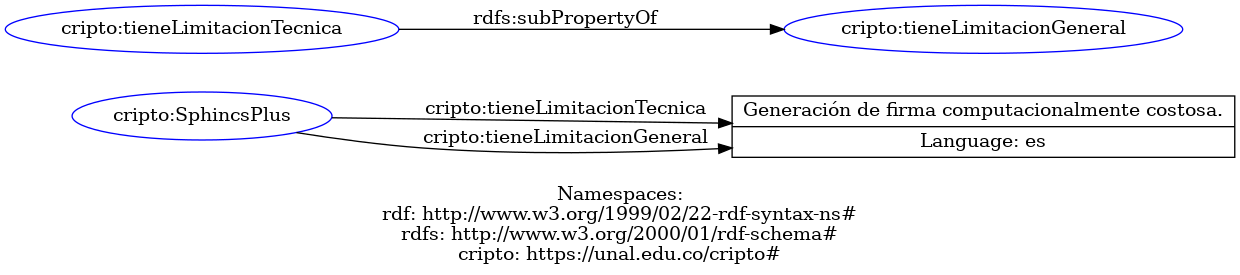 cripto:tieneLimitacionTecnica
rdfs:subPropertyOf
cripto:tieneLimitacionGeneral
cripto:SphincsPlus
cripto:tieneLimitacionTecnica
cripto:tieneLimitacionGeneral
Generación de firma computacionalmente costosa.
Language: es
Namespaces:
rdf: http://www.w3.org/1999/02/22-rdf-syntax-ns#
rdfs: http://www.w3.org/2000/01/rdf-schema#
cripto: https://unal.edu.co/cripto#